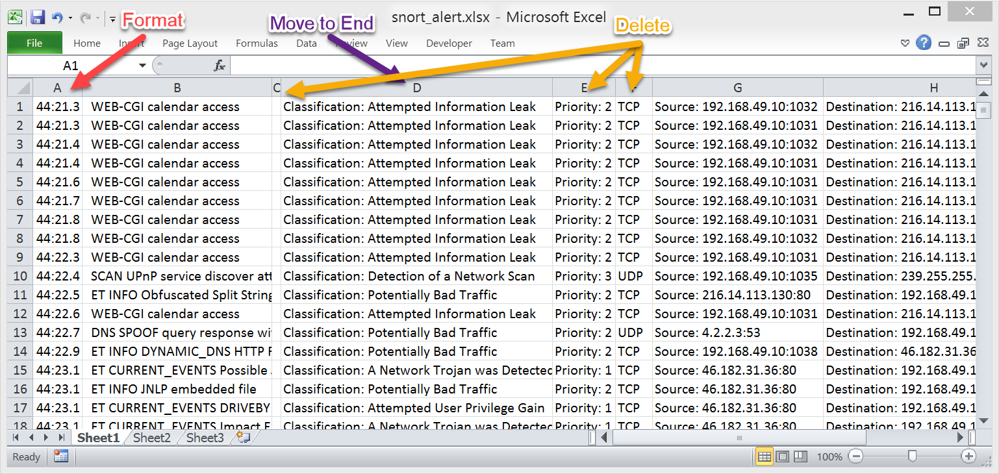 Format
Move to End
snort_alert.xlsx - Microsoft Excel
Delete
File Home Insert Page Layout Formulas Data View Developer Team
A1 fx
A B C D E G H
1 44:21.3 WEB-CGI calendar access Classification: Attempted Information Leak Priority: 2 TCP Source: 192.168.49.10:1032 Destination: 216.14.113.1
2 44:21.3 WEB-CGI calendar access Classification: Attempted Information Leak Priority: 2 TCP Source: 192.168.49.10:1031 Destination: 216.14.113.1
3 44:21.4 WEB-CGI calendar access Classification: Attempted Information Leak Priority: 2 TCP Source: 192.168.49.10:1032 Destination: 216.14.113.1
4 44:21.4 WEB-CGI calendar access Classification: Attempted Information Leak Priority: 2 TCP Source: 192.168.49.10:1031 Destination: 216.14.113.1
5 44:21.6 WEB-CGI calendar access Classification: Attempted Information Leak Priority: 2 TCP Source: 192.168.49.10:1031 Destination: 216.14.113.1
6 44:21.7 WEB-CGI calendar access Classification: Attempted Information Leak Priority: 2 TCP Source: 192.168.49.10:1031 Destination: 216.14.113.1
7 44:21.8 WEB-CGI calendar access Classification: Attempted Information Leak Priority: 2 TCP Source: 192.168.49.10:1031 Destination: 216.14.113.1
8 44:21.8 WEB-CGI calendar access Classification: Attempted Information Leak Priority: 2 TCP Source: 192.168.49.10:1032 Destination: 216.14.113.1
9 44:22.3 WEB-CGI calendar access Classification: Attempted Information Leak Priority: 2 TCP Source: 192.168.49.10:1031 Destination: 216.14.113.1
10 44:22.4 SCAN UPnP service discover att Classification: Detection of a Network Scan Priority: 3 UDP Source: 192.168.49.10:1035 Destination: 239.255.255.
11 44:22.5 ET INFO Obfuscated Split String Classification: Potentially Bad Traffic Priority: 2 TCP Source: 216.14.113.130:80 Destination: 192.168.49.1
12 44:22.6 WEB-CGI calendar access Classification: Attempted Information Leak Priority: 2 TCP Source: 192.168.49.10:1031 Destination: 216.14.113.1
13 44:22.7 DNS SPOOF query response wi Classification: Potentially Bad Traffic Priority: 2 UDP Source: 4.2.2.3:53 Destination: 192.168.49.1
14 44:22.9 ET INFO DYNAMIC_DNS HTTP Classification: Potentially Bad Traffic Priority: 2 TCP Source: 192.168.49.10:1038 Destination: 46.182.31.36
15 44:23.1 ET CURRENT_EVENTS Possible Classification: A Network Trojan was Detected Priority: 1 TCP Source: 46.182.31.36:80 Destination: 192.168.49.1
16 44:23.1 ET INFO JNLP embedded file Classification: Potentially Bad Traffic Priority: 2 TCP Source: 46.182.31.36:80 Destination: 192.168.49.1
17 44:23.1 ET CURRENT_EVENTS DRIVEBY Classification: Attempted User Privilege Gain Priority: 1 TCP Source: 46.182.31.36:80 Destination: 192.168.49.1
18 44:23.1 ET CURRENT_EVENTS Impact Classification: A Network Trojan was Detected Priority: 1 TCP Source: 46.182.31.36:80 Destination: 192.168.49.1
Sheet1 Sheet2 Sheet3
Ready 100%